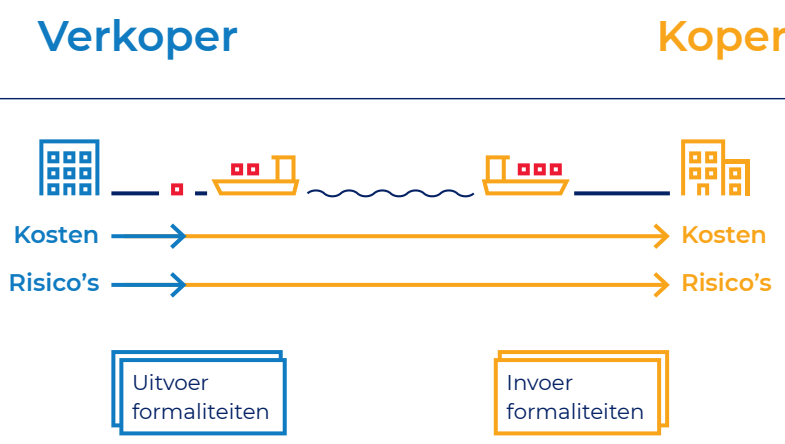 Verkoper
Koper
Kosten
Kosten
Risico's
Risico's
Uitvoer
formaliteiten
Invoer
formaliteiten